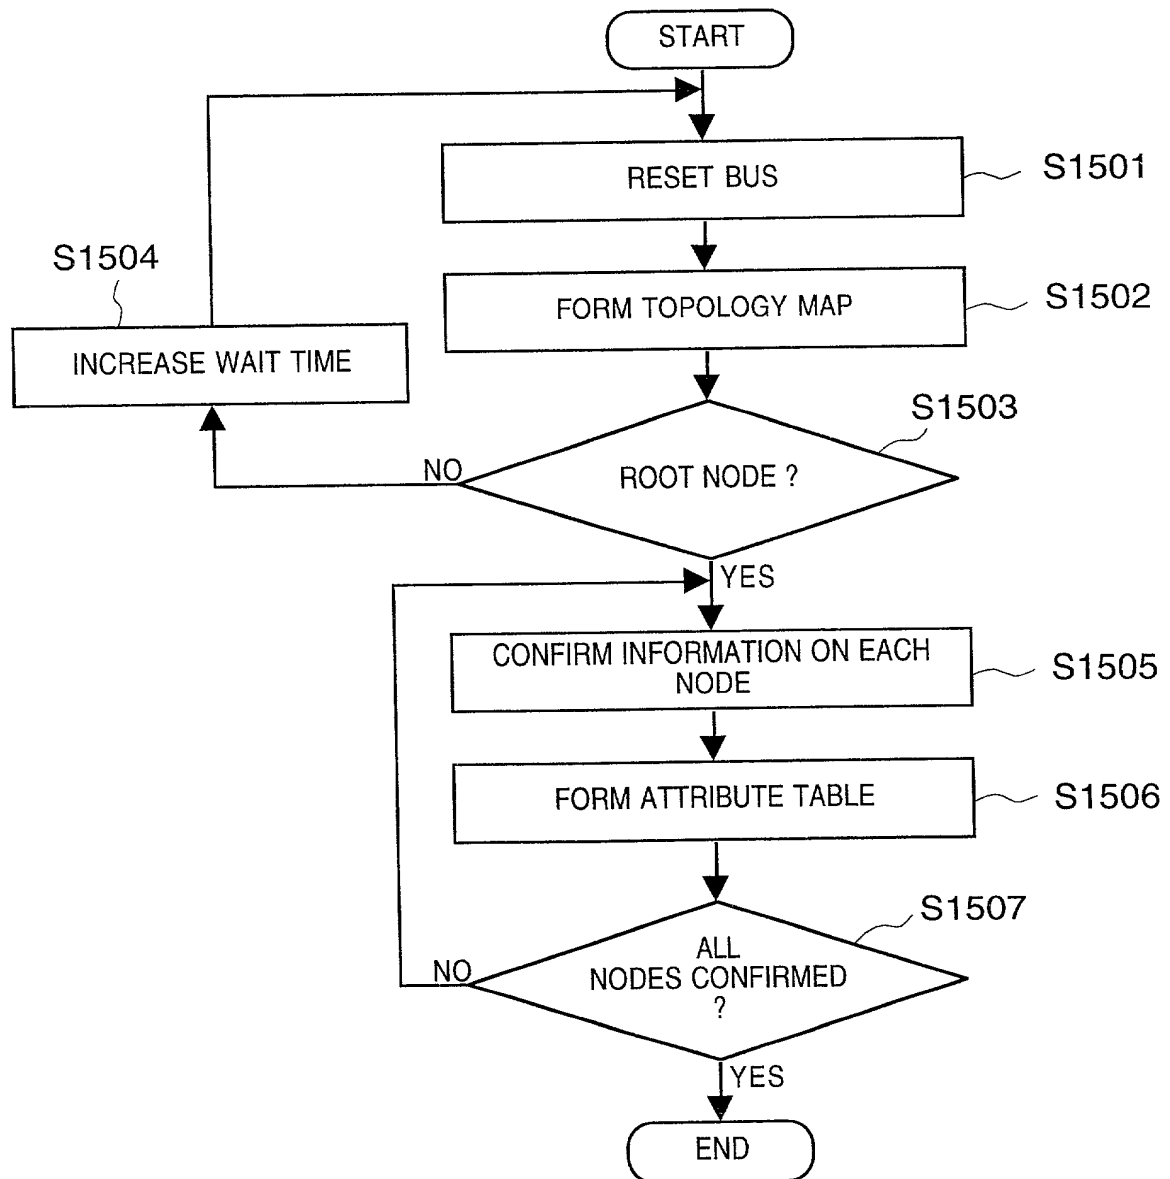 START
RESET BUS
S1501
S1504
FORM TOPOLOGY MAP
S1502
INCREASE WAIT TIME
S1503
NO
ROOT NODE ?
YES
CONFIRM INFORMATION ON EACH
NODE
S1505
FORM ATTRIBUTE TABLE
S1506
S1507
ALL
NODES CONFIRMED
?
NO
YES
END